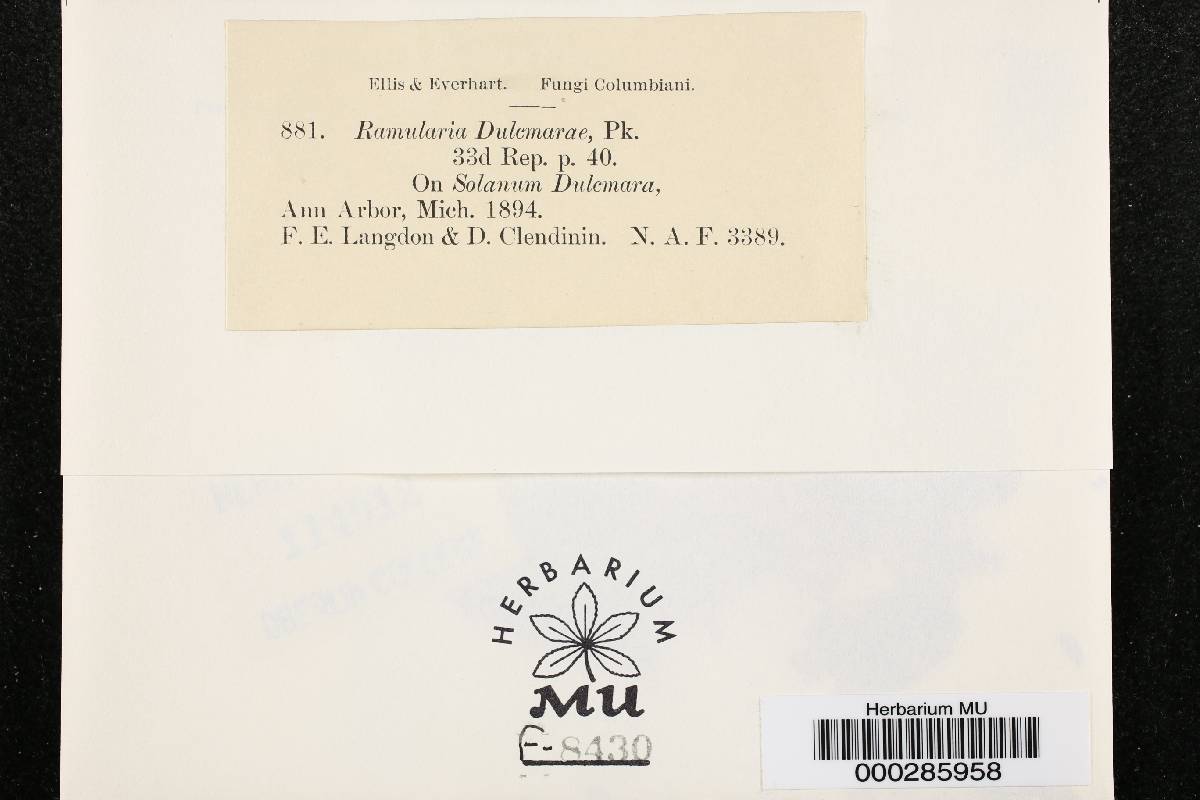 Ellis & Everhart. Fungi Columbiani.
881. Ramularia Dulcmarae, Pk.
33d Rep. p. 40.
On Solanum Dulcmara,
Ann Arbor, Mich. 1894.
F. E. Langdon & D. Clendinin. N. A. F. 3389.
HERBARIUM
MU
F-8430
Herbarium MU
000285958